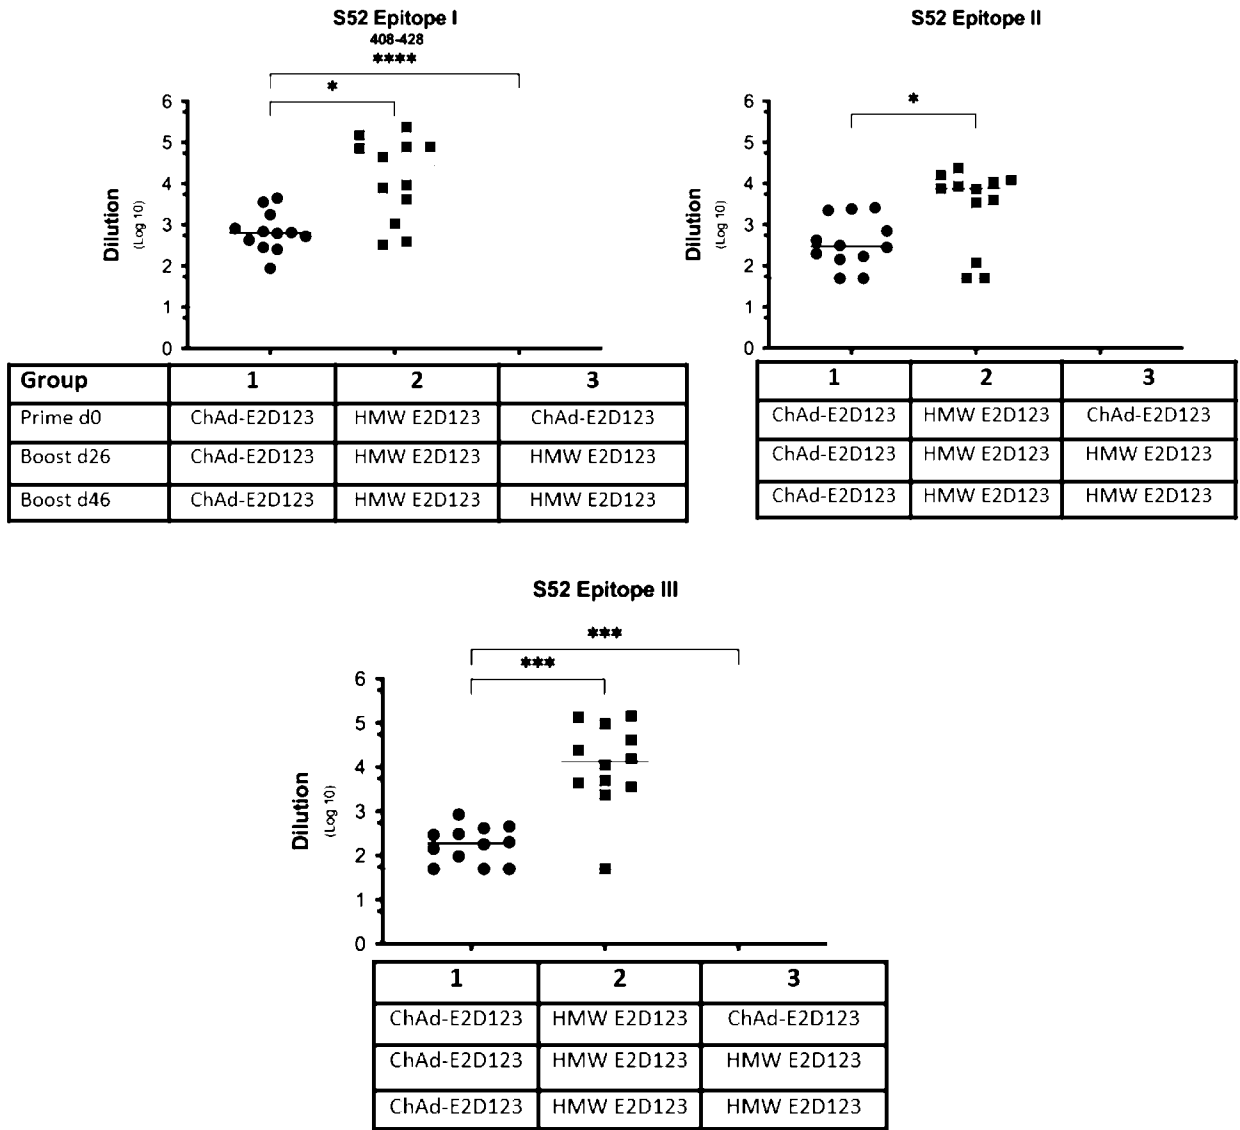 S52 Epitope I
408-428
****
*
6
5
4
3
2
1
0
Dilution
(Log 10)
Group 1 2 3
Prime d0 ChAd-E2D123 HMW E2D123 ChAd-E2D123
Boost d26 ChAd-E2D123 HMW E2D123 HMW E2D123
Boost d46 ChAd-E2D123 HMW E2D123 HMW E2D123
S52 Epitope II
*
6
5
4
3
2
1
0
Dilution
(Log 10)
1 2 3
ChAd-E2D123 HMW E2D123 ChAd-E2D123
ChAd-E2D123 HMW E2D123 HMW E2D123
ChAd-E2D123 HMW E2D123 HMW E2D123
S52 Epitope III
***
***
6
5
4
3
2
1
0
Dilution
(Log 10)
1 2 3
ChAd-E2D123 HMW E2D123 ChAd-E2D123
ChAd-E2D123 HMW E2D123 HMW E2D123
ChAd-E2D123 HMW E2D123 HMW E2D123